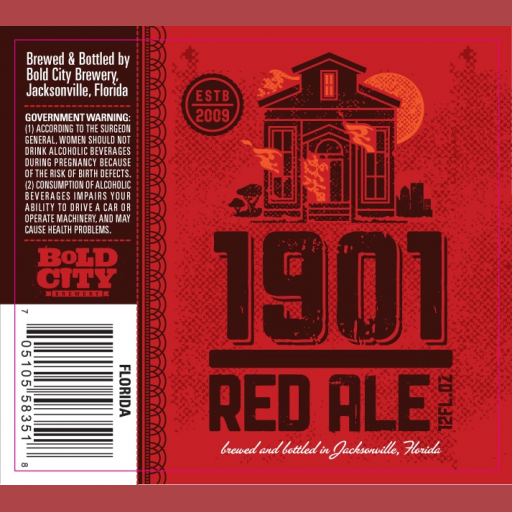 Brewed & Bottled by
Bold City Brewery,
Jacksonville, Florida
GOVERNMENT WARNING:
(1) ACCORDING TO THE SURGEON
GENERAL, WOMEN SHOULD NOT
DRINK ALCOHOLIC BEVERAGES
DURING PREGNANCY BECAUSE
OF THE RISK OF BIRTH DEFECTS.
(2) CONSUMPTION OF ALCOHOLIC
BEVERAGES IMPAIRS YOUR
ABILITY TO DRIVE A CAR OR
OPERATE MACHINERY, AND MAY
CAUSE HEALTH PROBLEMS.
BOLD
CITY
BREWERY
7 05105 58351 8
FLORIDA
ESTB
2009
1901
RED ALE
12FL.OZ
brewed and bottled in Jacksonville, Florida